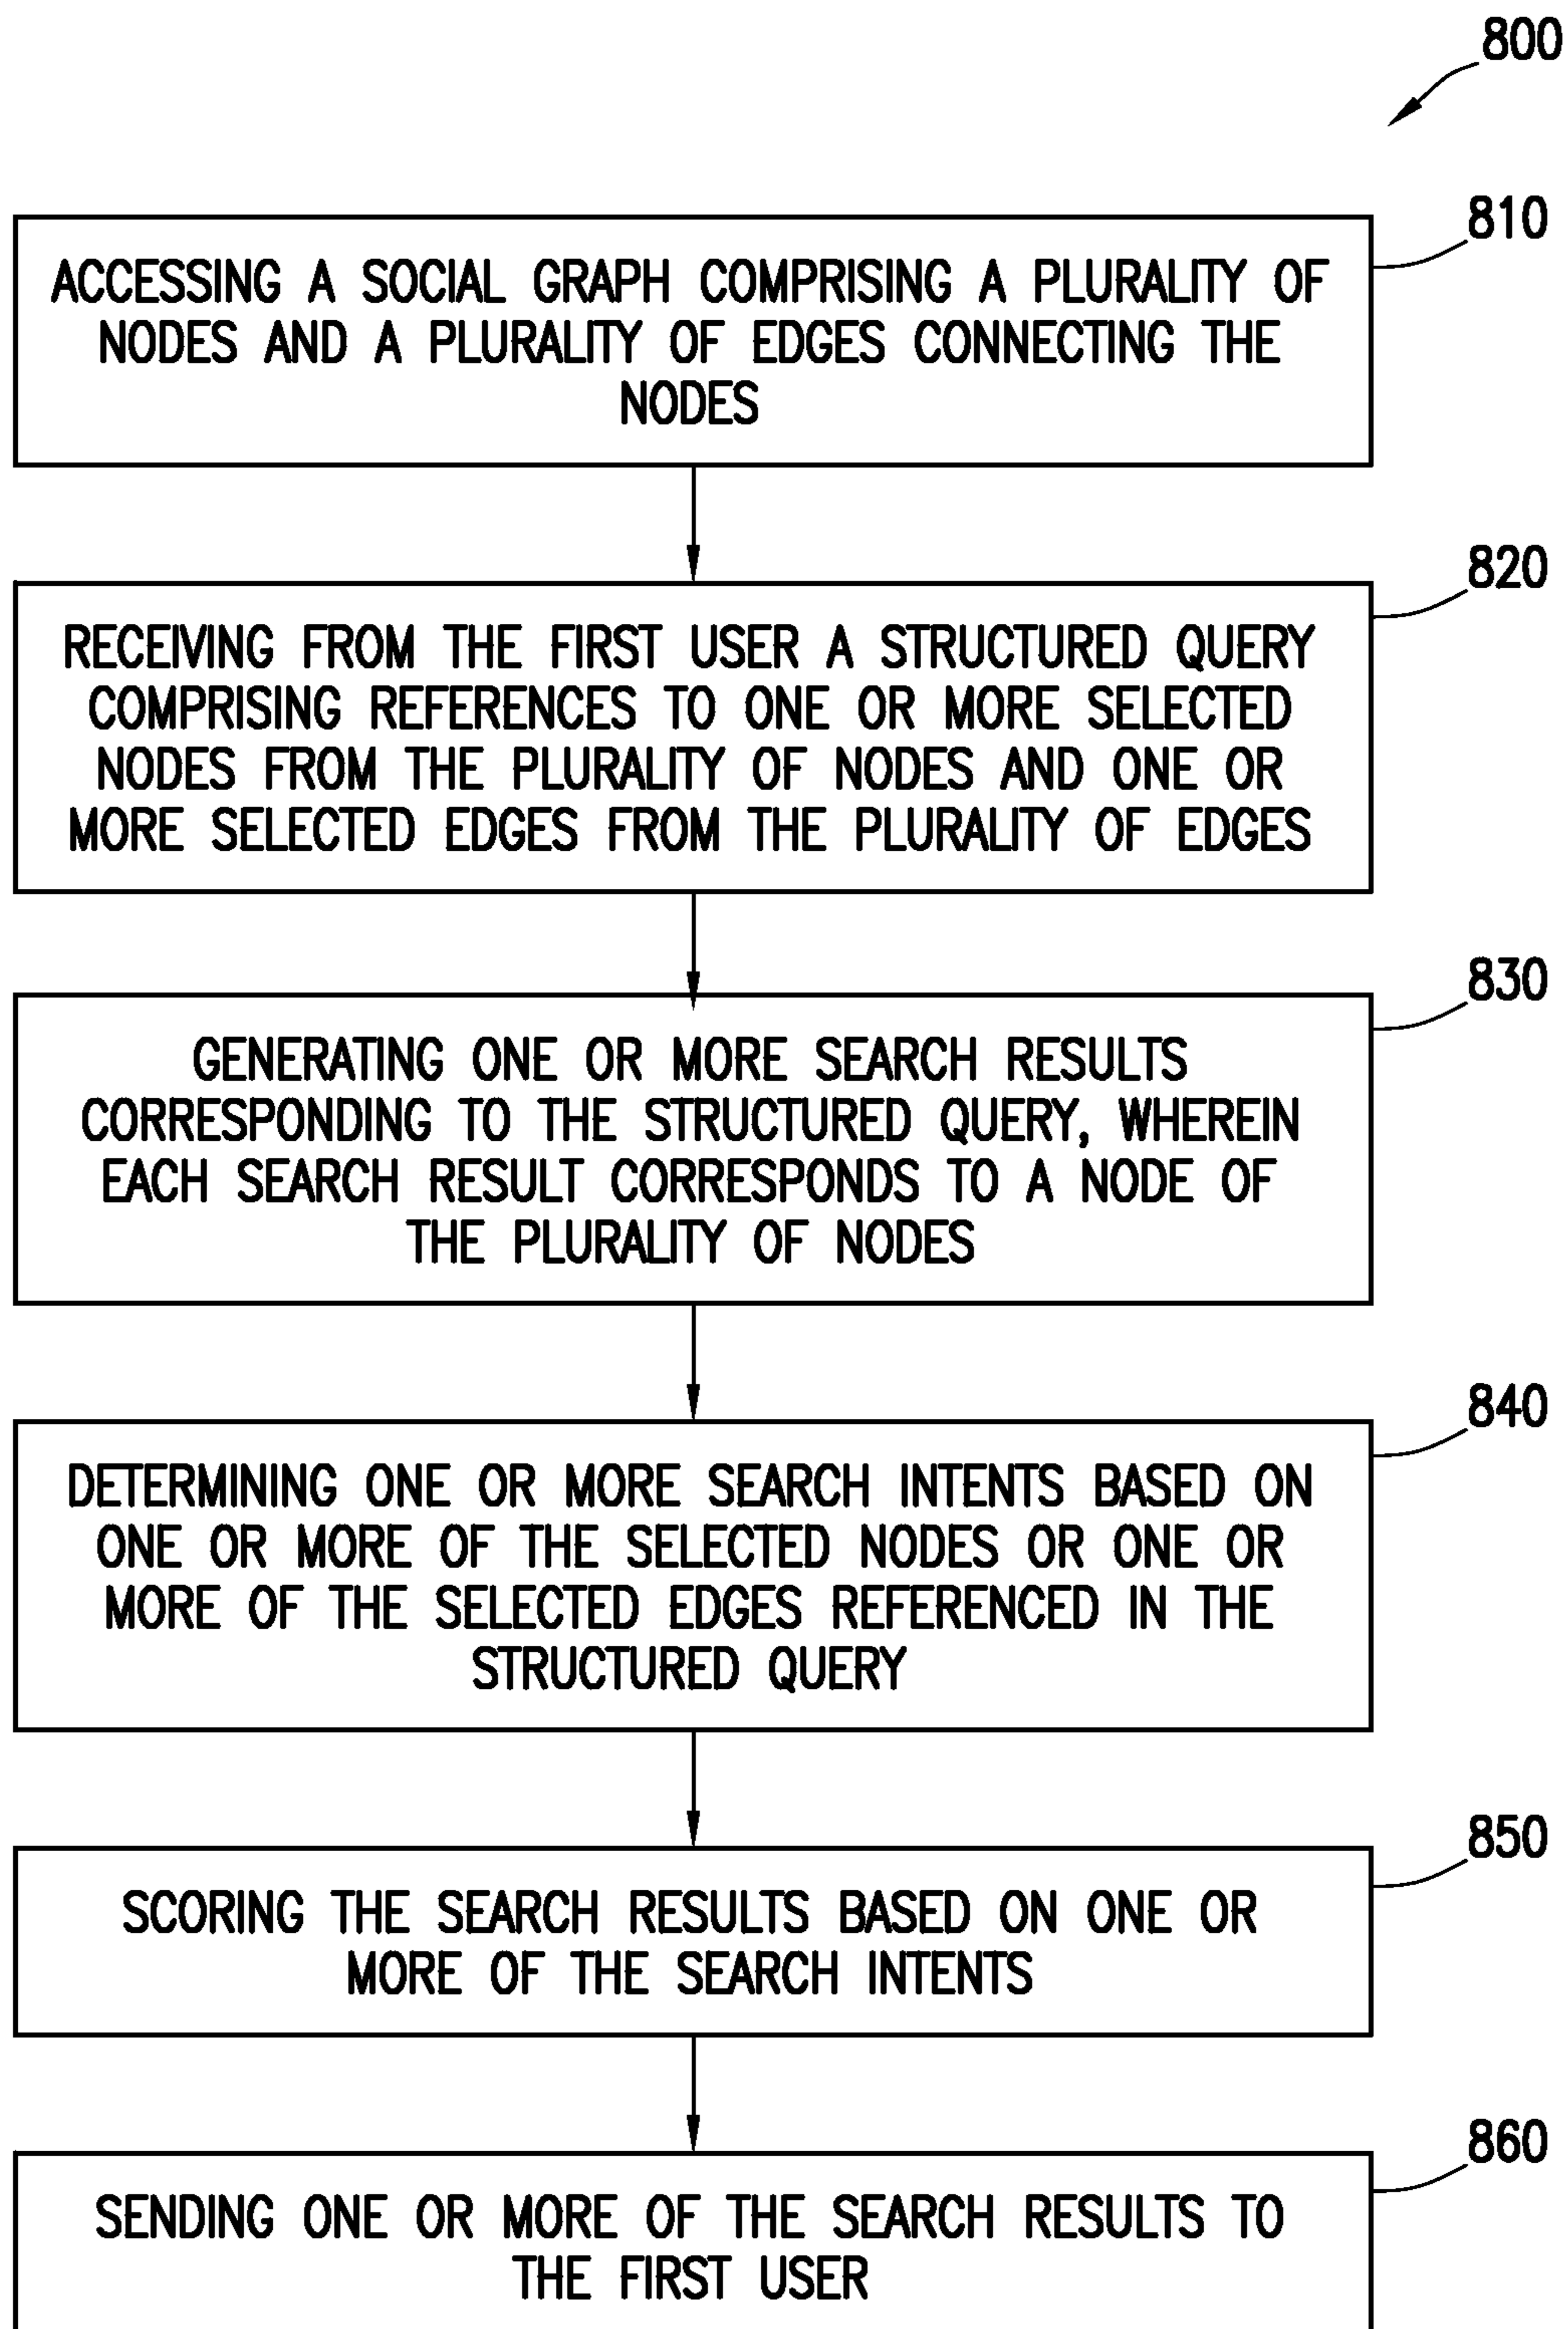 800
810
ACCESSING A SOCIAL GRAPH COMPRISING A PLURALITY OF
NODES AND A PLURALITY OF EDGES CONNECTING THE
NODES
820
RECEIVING FROM THE FIRST USER A STRUCTURED QUERY
COMPRISING REFERENCES TO ONE OR MORE SELECTED
NODES FROM THE PLURALITY OF NODES AND ONE OR
MORE SELECTED EDGES FROM THE PLURALITY OF EDGES
830
GENERATING ONE OR MORE SEARCH RESULTS
CORRESPONDING TO THE STRUCTURED QUERY, WHEREIN
EACH SEARCH RESULT CORRESPONDS TO A NODE OF
THE PLURALITY OF NODES
840
DETERMINING ONE OR MORE SEARCH INTENTS BASED ON
ONE OR MORE OF THE SELECTED NODES OR ONE OR
MORE OF THE SELECTED EDGES REFERENCED IN THE
STRUCTURED QUERY
850
SCORING THE SEARCH RESULTS BASED ON ONE OR
MORE OF THE SEARCH INTENTS
860
SENDING ONE OR MORE OF THE SEARCH RESULTS TO
THE FIRST USER